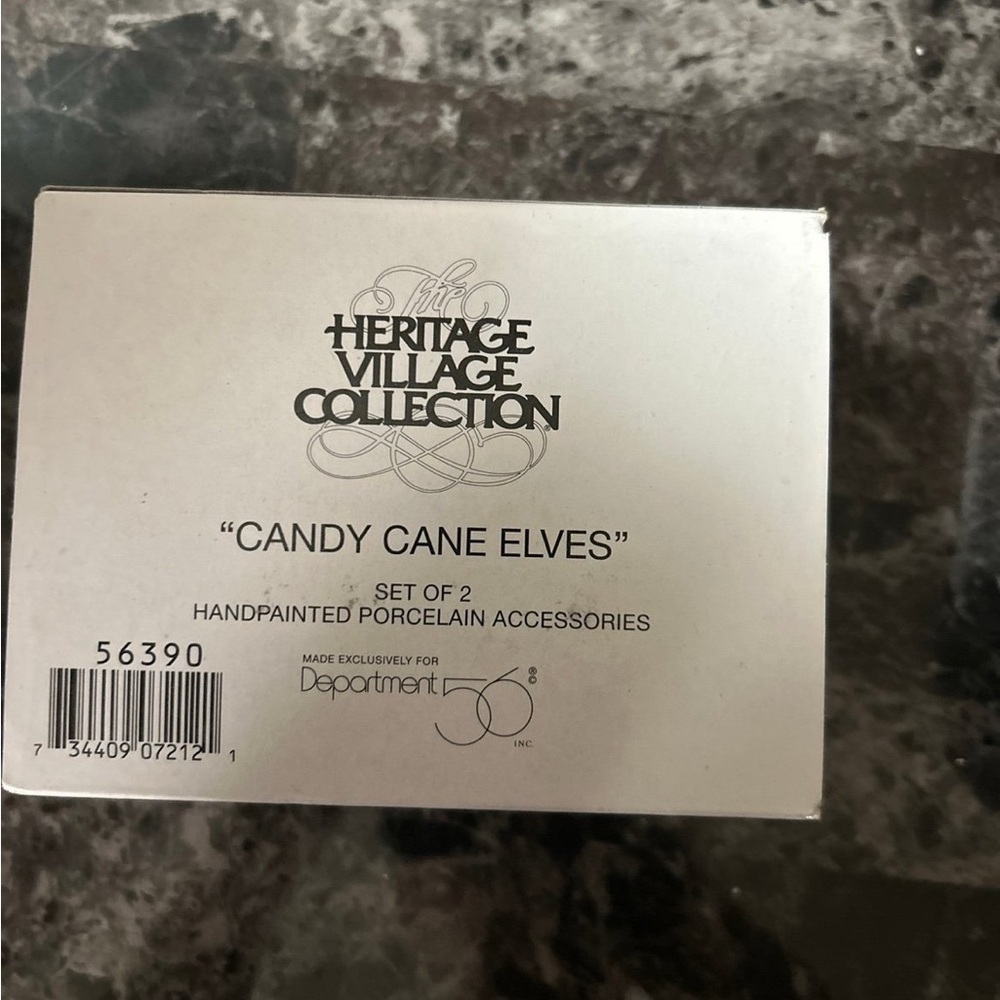 The
HERITAGE
VILLAGE
COLLECTION®
“CANDY CANE ELVES”
SET OF 2
HANDPAINTED PORCELAIN ACCESSORIES
56390
7 34409 07212 1
MADE EXCLUSIVELY FOR
Department 56 ® ©
INC.